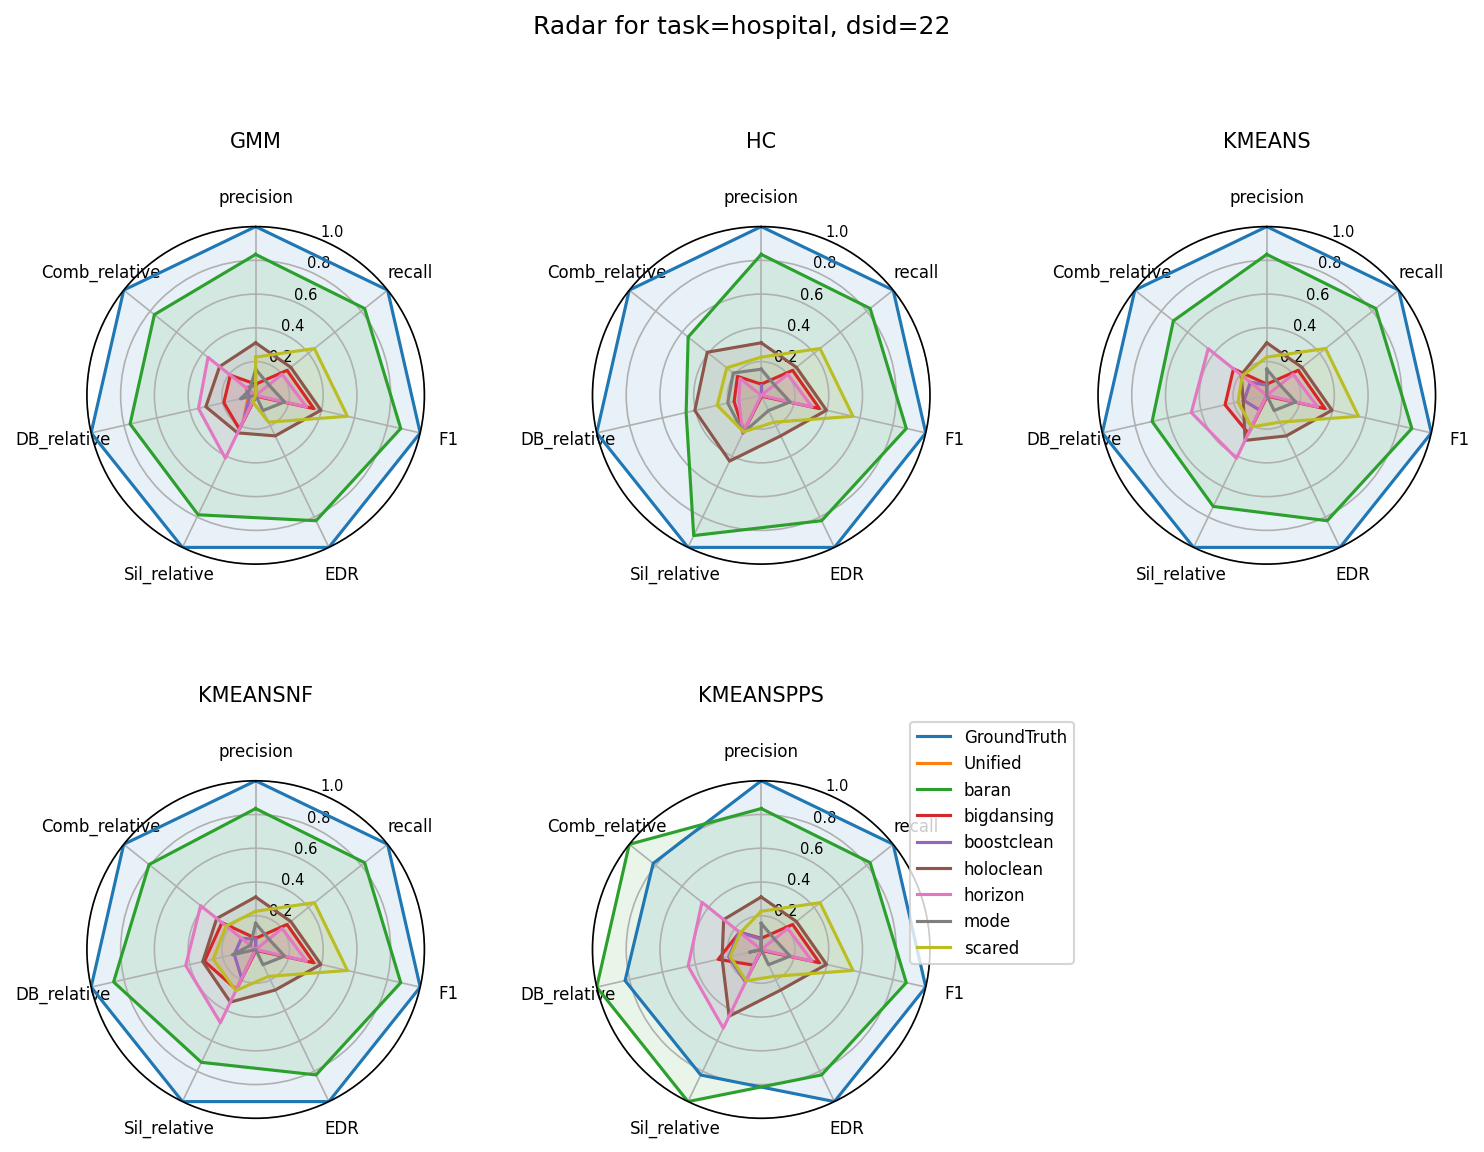 Radar for task=hospital, dsid=22
GMM
precision
recall
F1
EDR
Sil_relative
DB_relative
Comb_relative
0.2
0.4
0.6
0.8
1.0
HC
precision
recall
F1
EDR
Sil_relative
DB_relative
Comb_relative
0.2
0.4
0.6
0.8
1.0
KMEANS
precision
recall
F1
EDR
Sil_relative
DB_relative
Comb_relative
0.2
0.4
0.6
0.8
1.0
KMEANSNF
precision
recall
F1
EDR
Sil_relative
DB_relative
Comb_relative
0.2
0.4
0.6
0.8
1.0
KMEANSPPS
precision
recall
F1
EDR
Sil_relative
DB_relative
Comb_relative
0.2
0.4
0.6
0.8
1.0
GroundTruth
Unified
baran
bigdansing
boostclean
holoclean
horizon
mode
scared